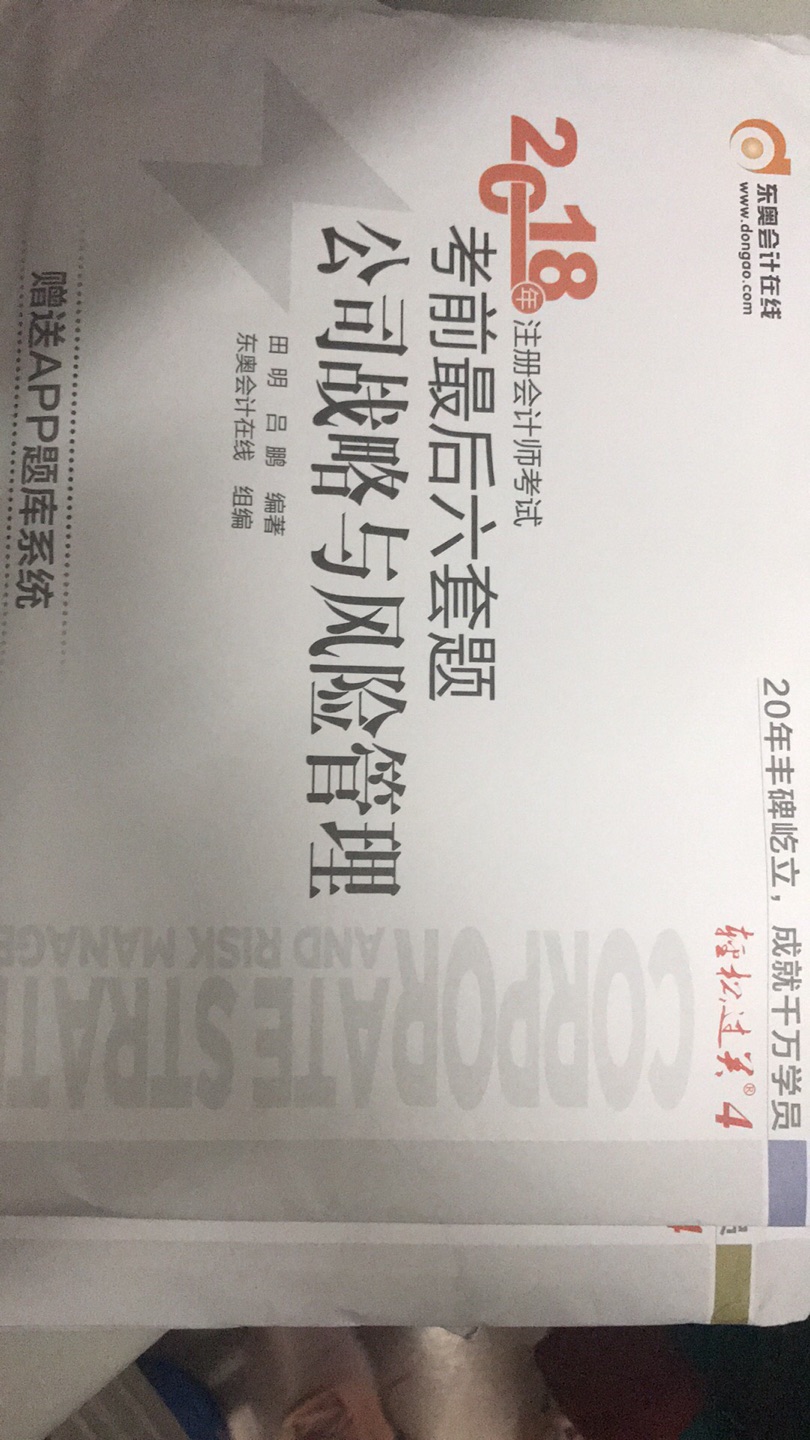 东奥会计在线
www.dongao.com
20年丰碑屹立，成就千万学员
轻松过关® 4
2018年注册会计师考试
考前最后六套题
公司战略与风险管理
田明 吕鹏 编著
东奥会计在线 组编
赠送APP题库系统
CORPORATE STRAT
AND RISK MANAGE